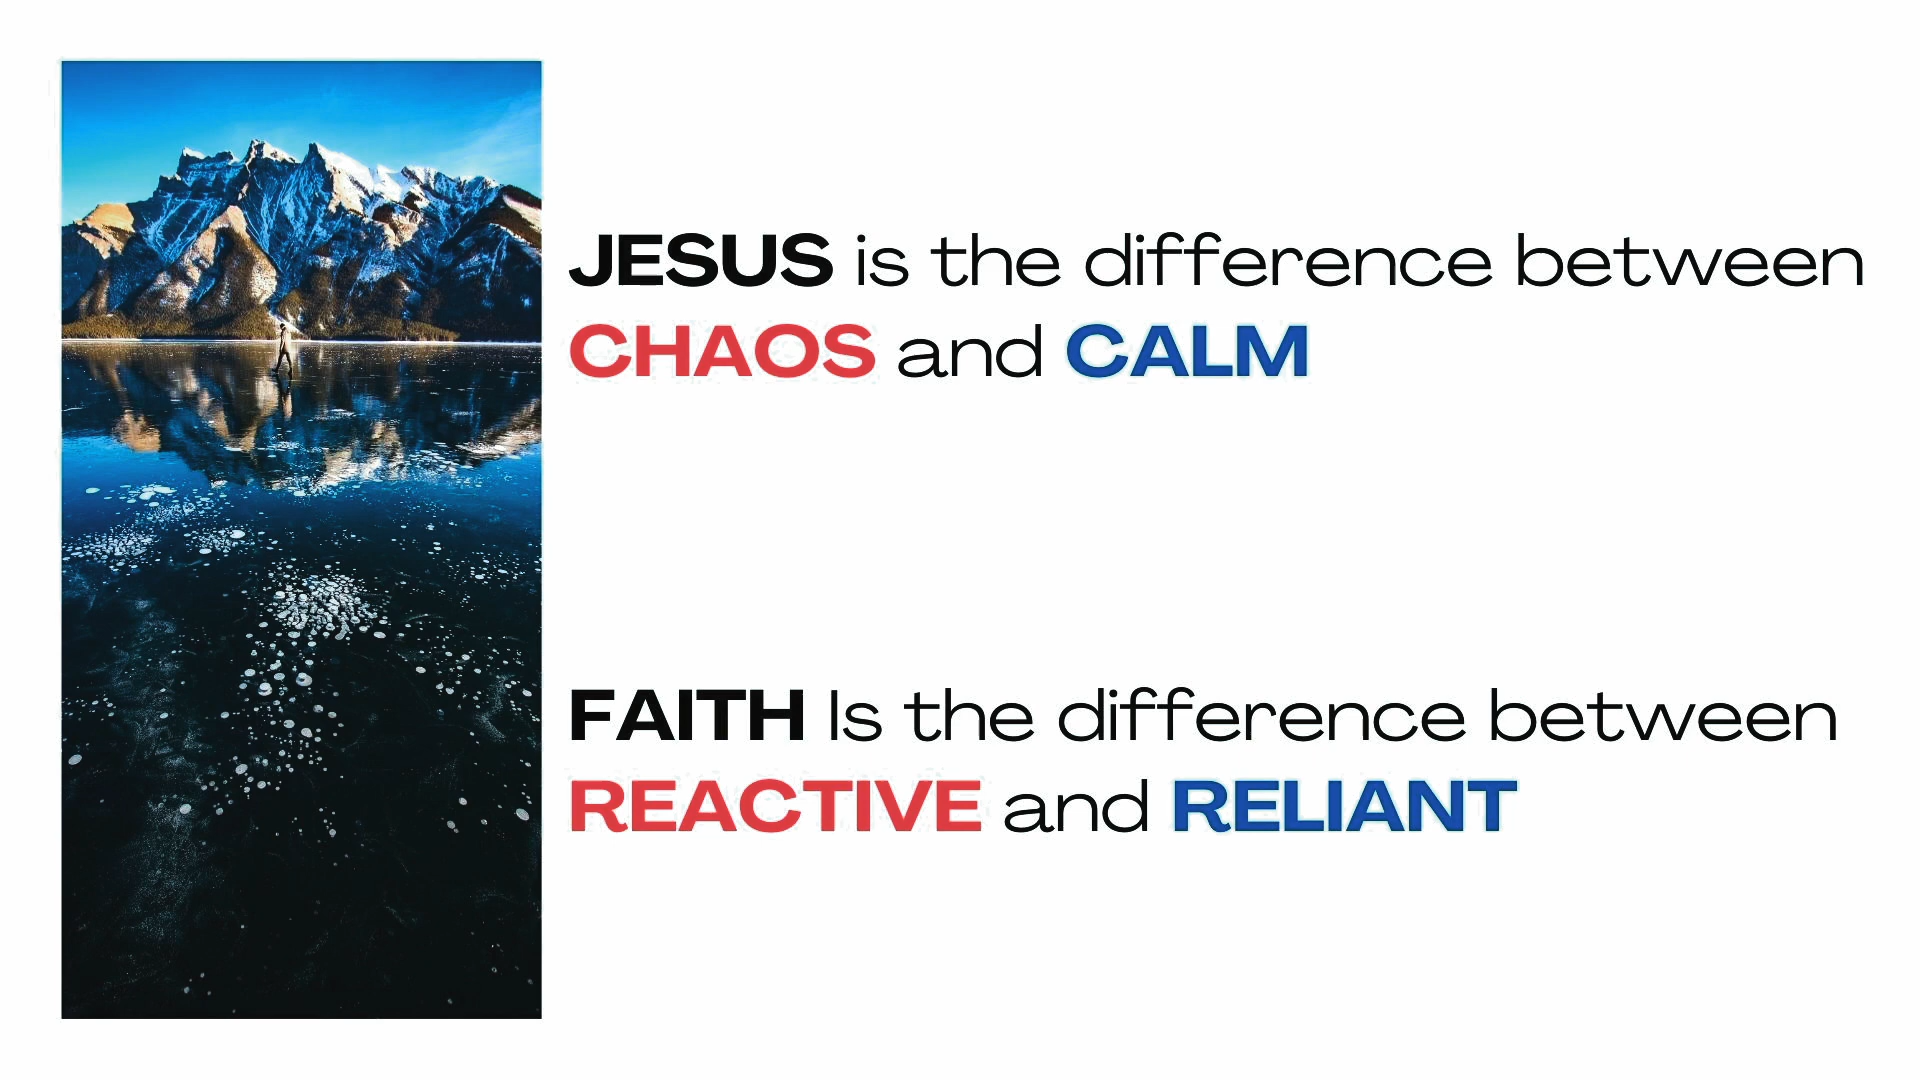 JESUS is the difference between
CHAOS and CALM
FAITH Is the difference between
REACTIVE and RELIANT